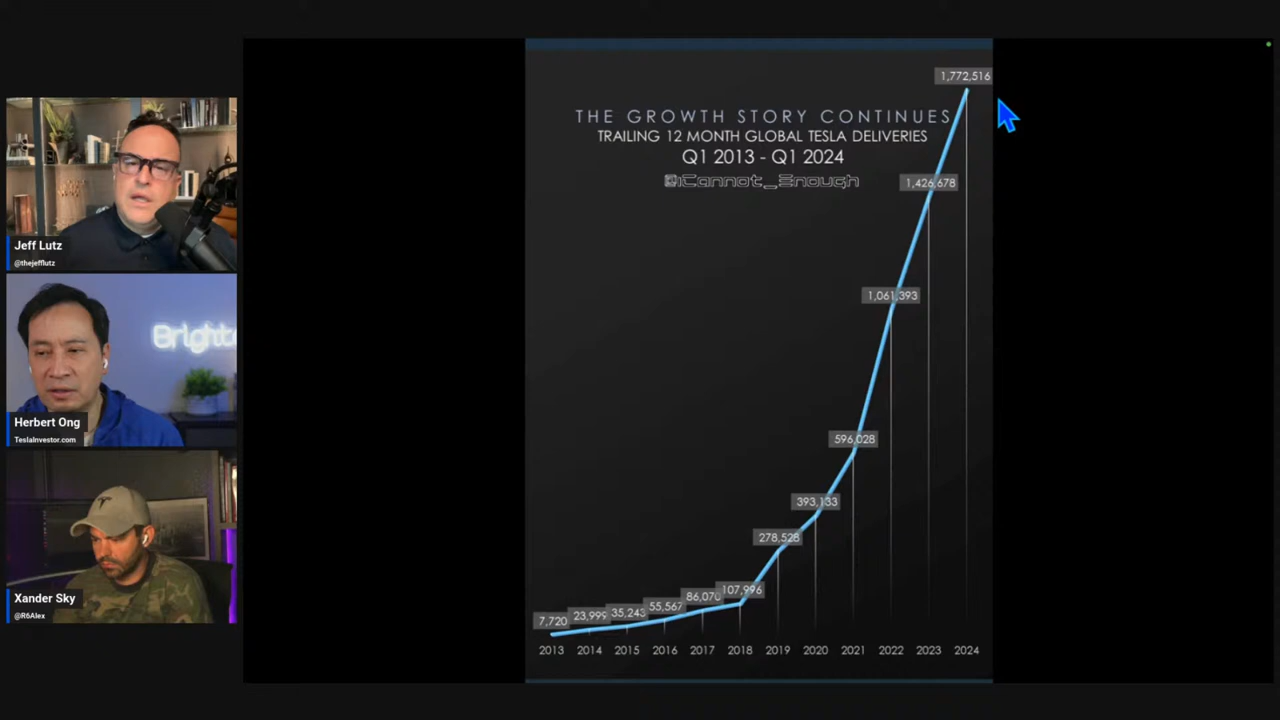 Jeff Lutz
@thejefflutz
Brighte
Herbert Ong
TeslaInvestor.com
Xander Sky
@R6Alex
1,772,516
THE GROWTH STORY CONTINUES
TRAILING 12 MONTH GLOBAL TESLA DELIVERIES
Q1 2013 - Q1 2024
@iCannot_Enough
1,426,678
1,061,393
596,028
393,133
278,528
107,996
86,070
55,567
35,243
23,999
7,720
2013 2014 2015 2016 2017 2018 2019 2020 2021 2022 2023 2024